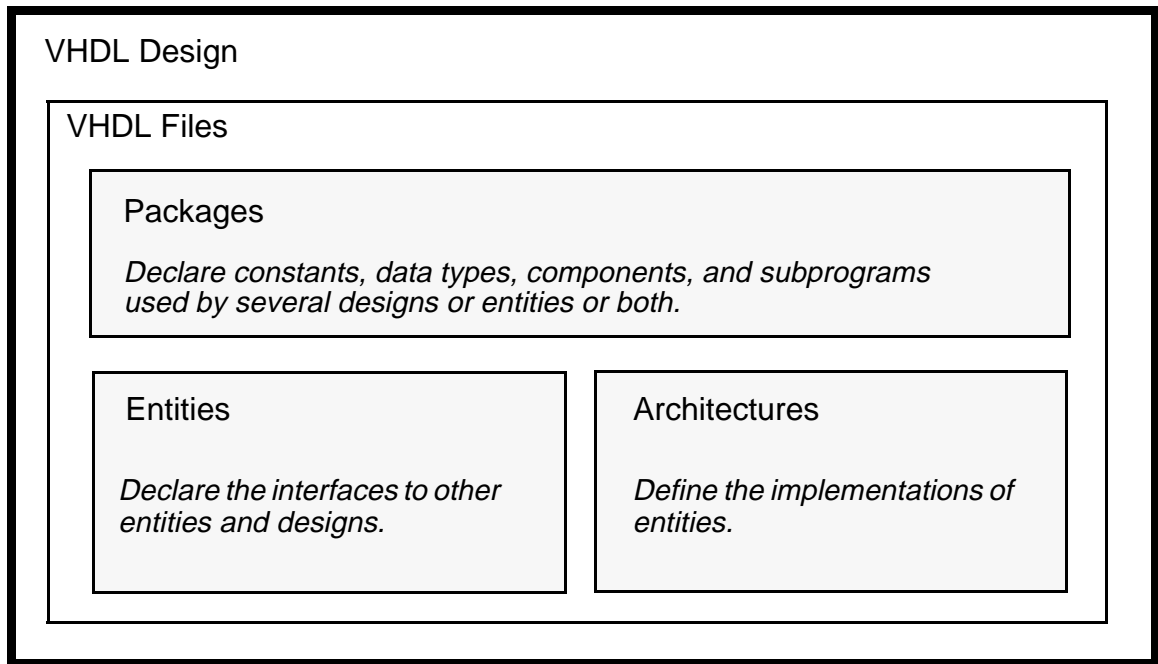 VHDL Design
VHDL Files
Packages
Declare constants, data types, components, and subprograms
used by several designs or entities or both.
Entities
Declare the interfaces to other
entities and designs.
Architectures
Define the implementations of
entities.